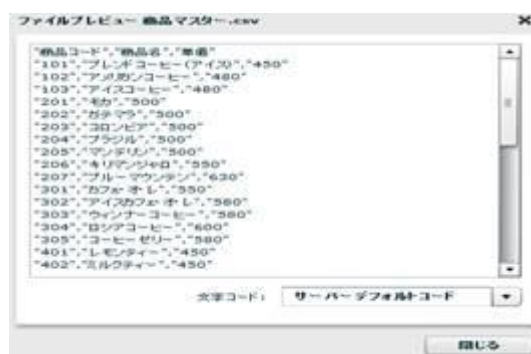 ファイルプレビュー 商品マスター.csv
"商品コード","商品名","単価"
"101","ブレンドコーヒー(アイス)","450"
"102","アメリカンコーヒー","480"
"103","アイスコーヒー","480"
"201","モカ","500"
"202","ガテマラ","500"
"203","コロンビア","500"
"204","ブラジル","500"
"205","マンデリン","500"
"206","キリマンジャロ","550"
"207","ブルーマウンテン","630"
"301","カフェ・オ・レ","550"
"302","アイスカフェ・オ・レ","560"
"303","ウィンナーコーヒー","580"
"304","ロシアコーヒー","600"
"305","コーヒーゼリー","580"
"401","レモンティー","450"
"402","ミルクティー","450"
文字コード: サーバーデフォルトコード
閉じる